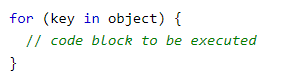 for (key in object) {
  // code block to be executed
}